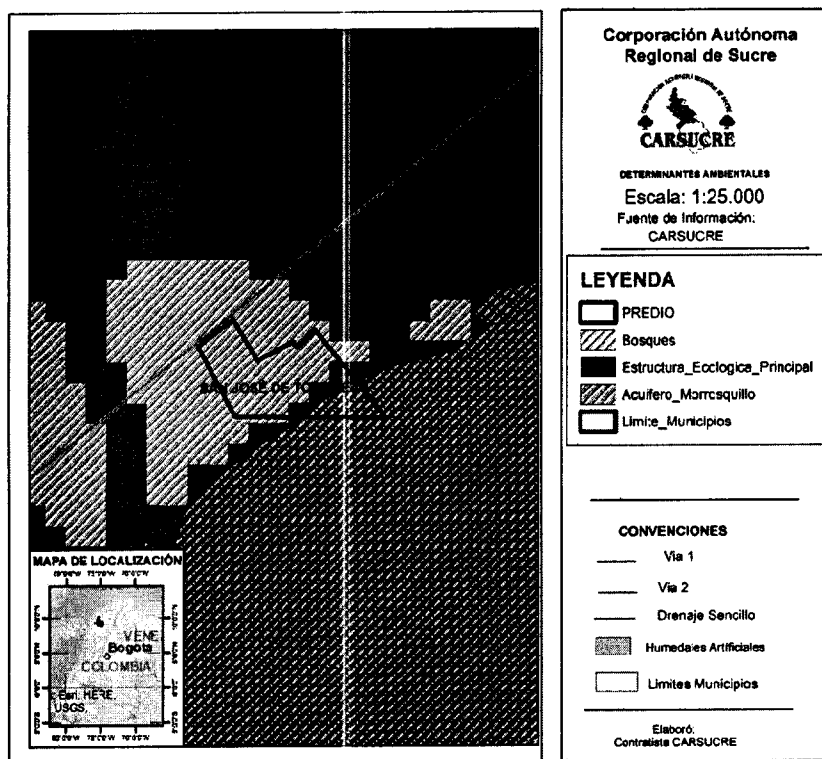 SAN JOSE DE
MAPA DE LOCALIZACIÓN
VENE
Bogota
COLOMBIA
Esri, HERE,
USGS,
Corporación Autónoma
Regional de Sucre
CARSUCRE
DETERMINANTES AMBIENTALES
Escala: 1:25.000
Fuente de Información:
CARSUCRE
LEYENDA
PREDIO
Bosques
Estructura_Ecologica_Principal
Acuifero_Morrosquillo
Limite_Municipios
CONVENCIONES
Via 1
Via 2
Drenaje Sencillo
Humedales Artificiales
Limites Municipios
Elaboró:
Contratista CARSUCRE